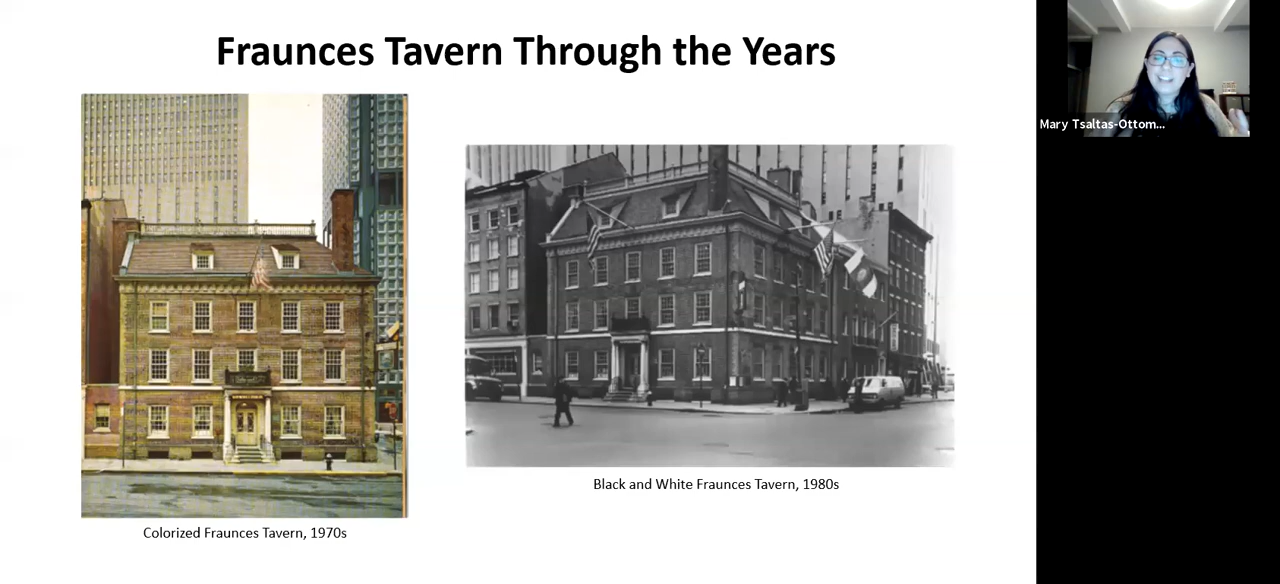 Fraunces Tavern Through the Years
Mary Tsaltas-Ottom...
Black and White Fraunces Tavern, 1980s
Colorized Fraunces Tavern, 1970s